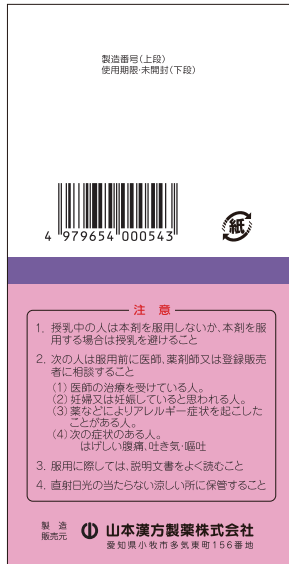 製造番号(上段)
使用期限・未開封(下段)
4 979654 000543
紙
注 意
1. 授乳中の人は本剤を服用しないか、本剤を服
用する場合は授乳を避けること
2. 次の人は服用前に医師、薬剤師又は登録販売
者に相談すること
(1)医師の治療を受けている人。
(2)妊婦又は妊娠していると思われる人。
(3)薬などによりアレルギー症状を起こした
ことがある人。
(4)次の症状のある人。
はげしい腹痛、吐き気・嘔吐
3. 服用に際しては、説明文書をよく読むこと
4. 直射日光の当たらない涼しい所に保管すること
製 造
販売元
山本漢方製薬株式会社
愛知県小牧市多気東町156番地